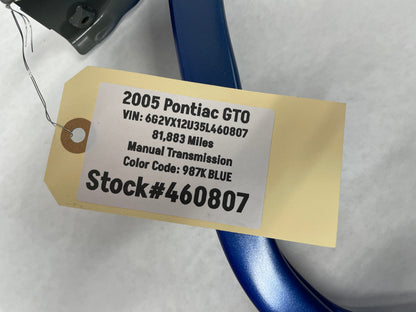 2005 Pontiac GTO
VIN: 6G2VX12U35L460807
81,883 Miles
Manual Transmission
Color Code: 987K BLUE
Stock#460807